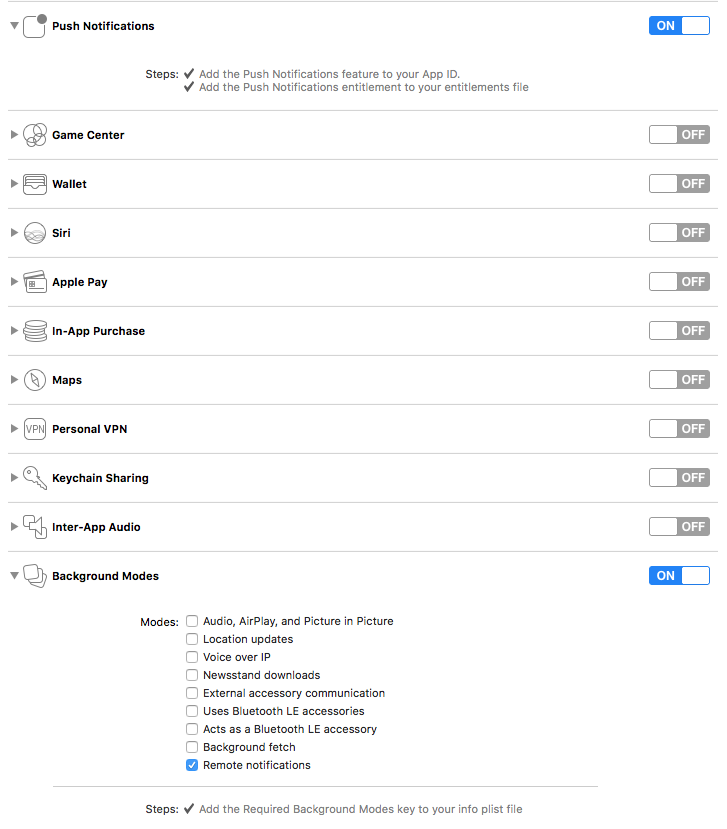 Push Notifications ON
Steps: ✔ Add the Push Notifications feature to your App ID.
✔ Add the Push Notifications entitlement to your entitlements file
Game Center OFF
Wallet OFF
Siri OFF
Apple Pay OFF
In-App Purchase OFF
Maps OFF
VPN Personal VPN OFF
Keychain Sharing OFF
Inter-App Audio OFF
Background Modes ON
Modes: Audio, AirPlay, and Picture in Picture
Location updates
Voice over IP
Newsstand downloads
External accessory communication
Uses Bluetooth LE accessories
Acts as a Bluetooth LE accessory
Background fetch
Remote notifications
Steps: ✔ Add the Required Background Modes key to your info plist file